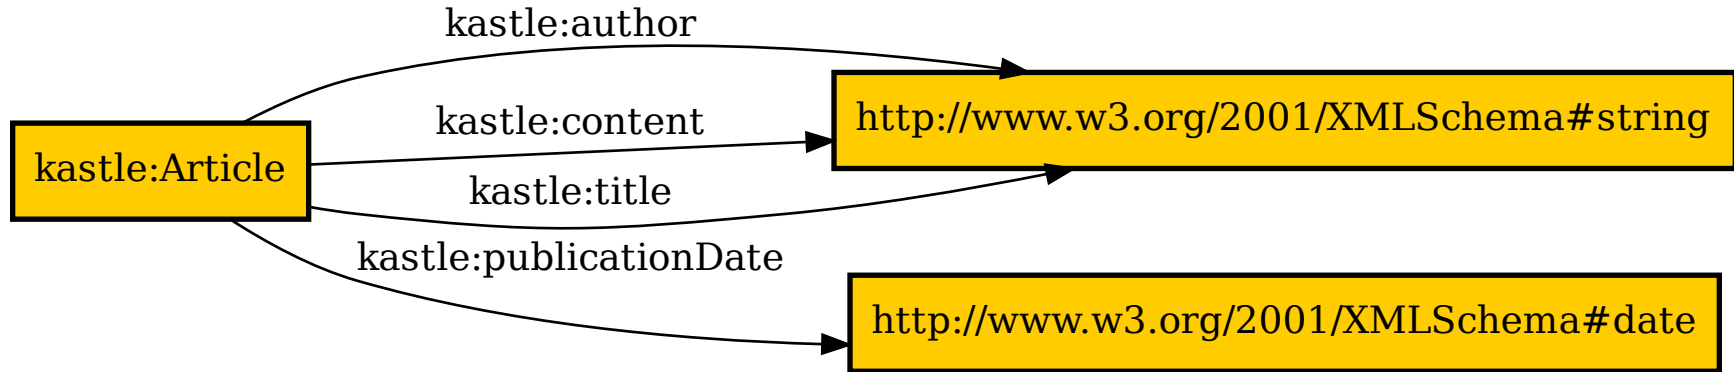 kastle:author
http://www.w3.org/2001/XMLSchema#string
kastle:content
kastle:Article
kastle:title
kastle:publicationDate
http://www.w3.org/2001/XMLSchema#date